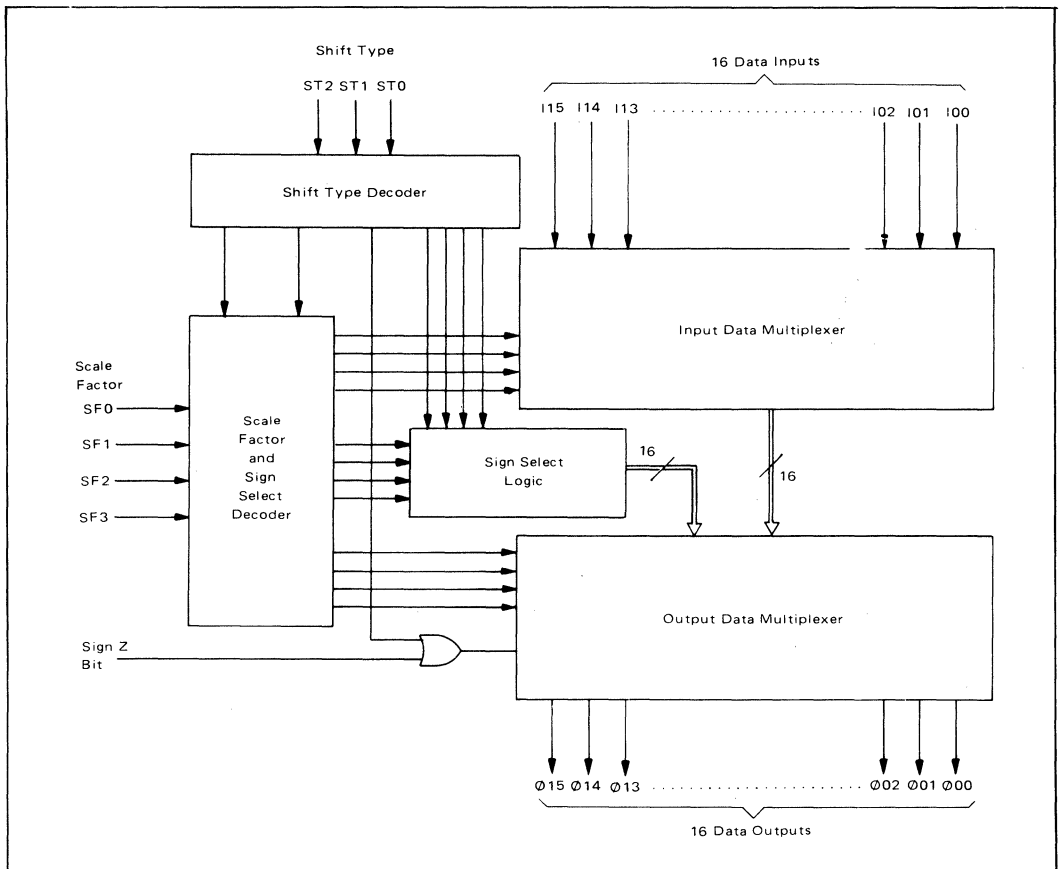 Shift Type
ST2 ST1 ST0
16 Data Inputs
I15 I14 I13 ........................ I02 I01 I00
Shift Type Decoder
Input Data Multiplexer
Scale
Factor
SF0
SF1
SF2
SF3
Scale
Factor
and
Sign
Select
Decoder
Sign Select
Logic
16
16
Output Data Multiplexer
Sign Z
Bit
Ø15 Ø14 Ø13 ........................ Ø02 Ø01 Ø00
16 Data Outputs